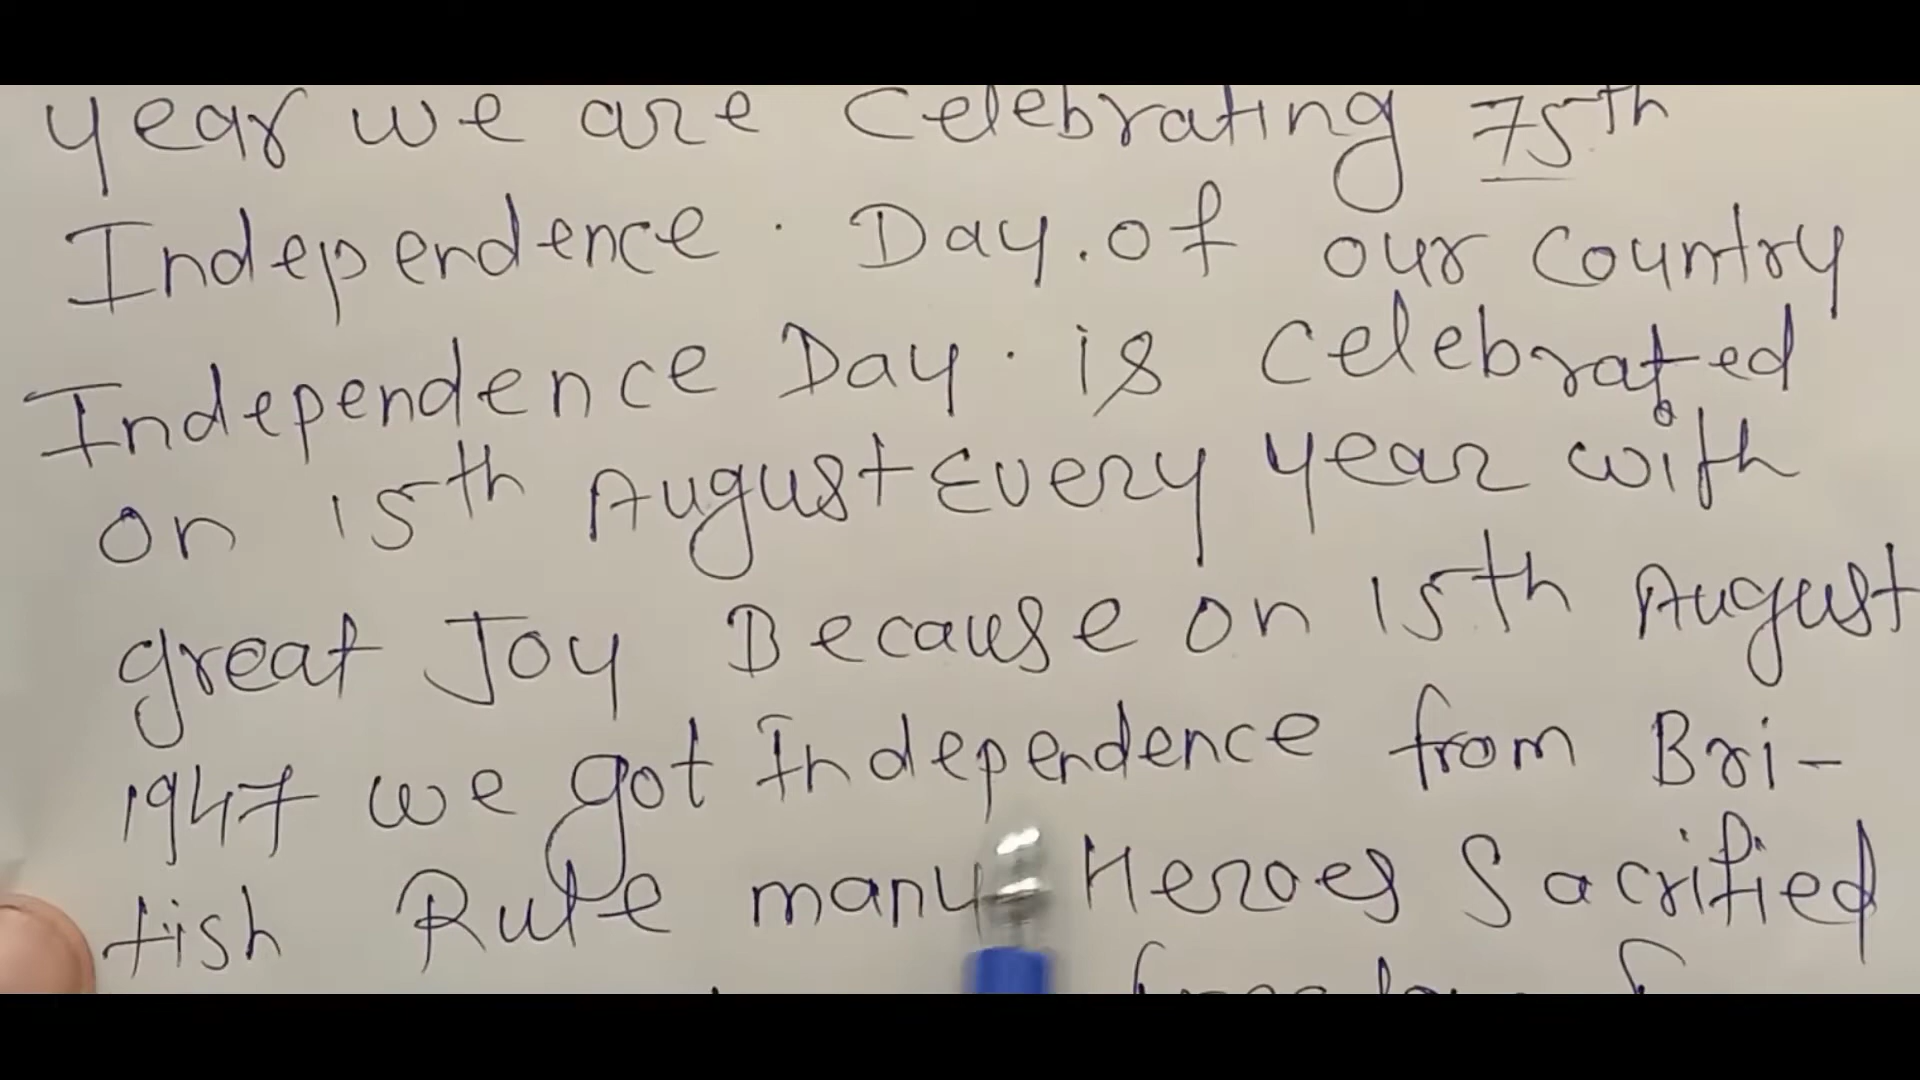 year we are celebrating 75th
Independence. Day. of our country
Independence Day. is celebrated
on 15th August Every year with
great Joy Because on 15th August
1947 we got Independence from Bri-
tish Rule many Heroes Sacrified